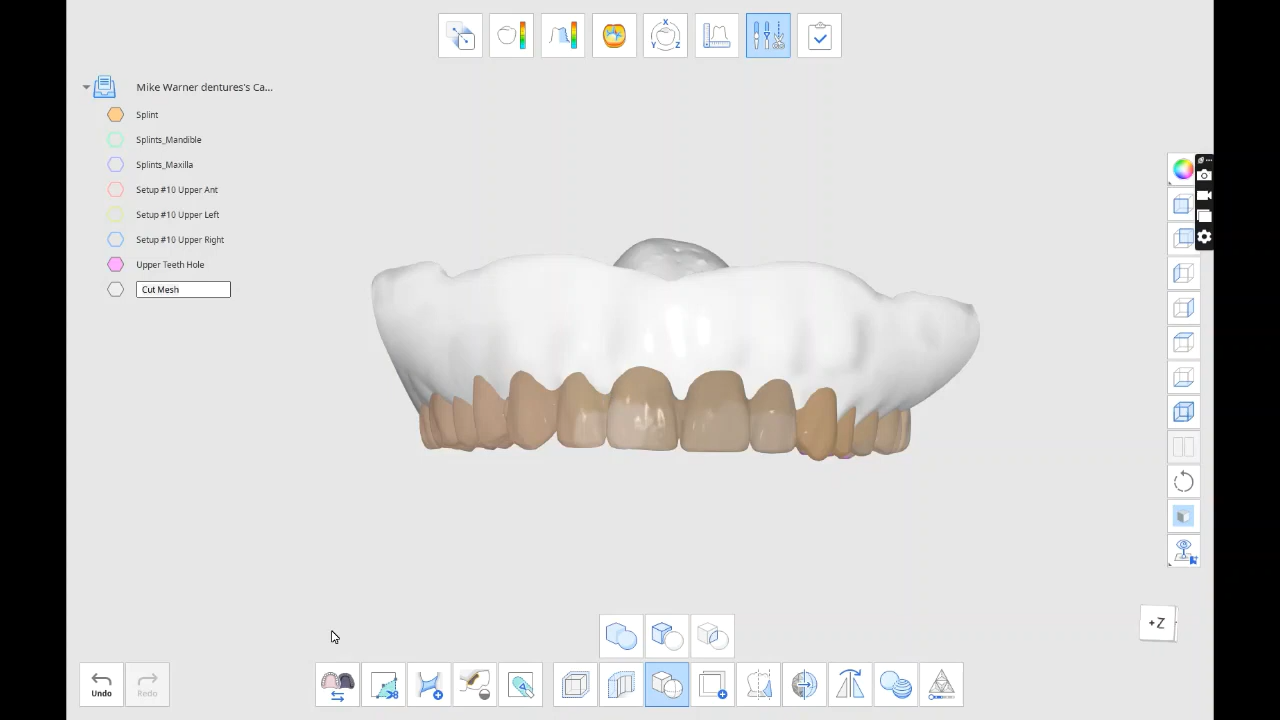 X
Y
Z
Mike Warner dentures's Ca...
Splint
Splints_Mandible
Splints_Maxilla
Setup #10 Upper Ant
Setup #10 Upper Left
Setup #10 Upper Right
Upper Teeth Hole
Cut Mesh
+Z
Undo
Redo